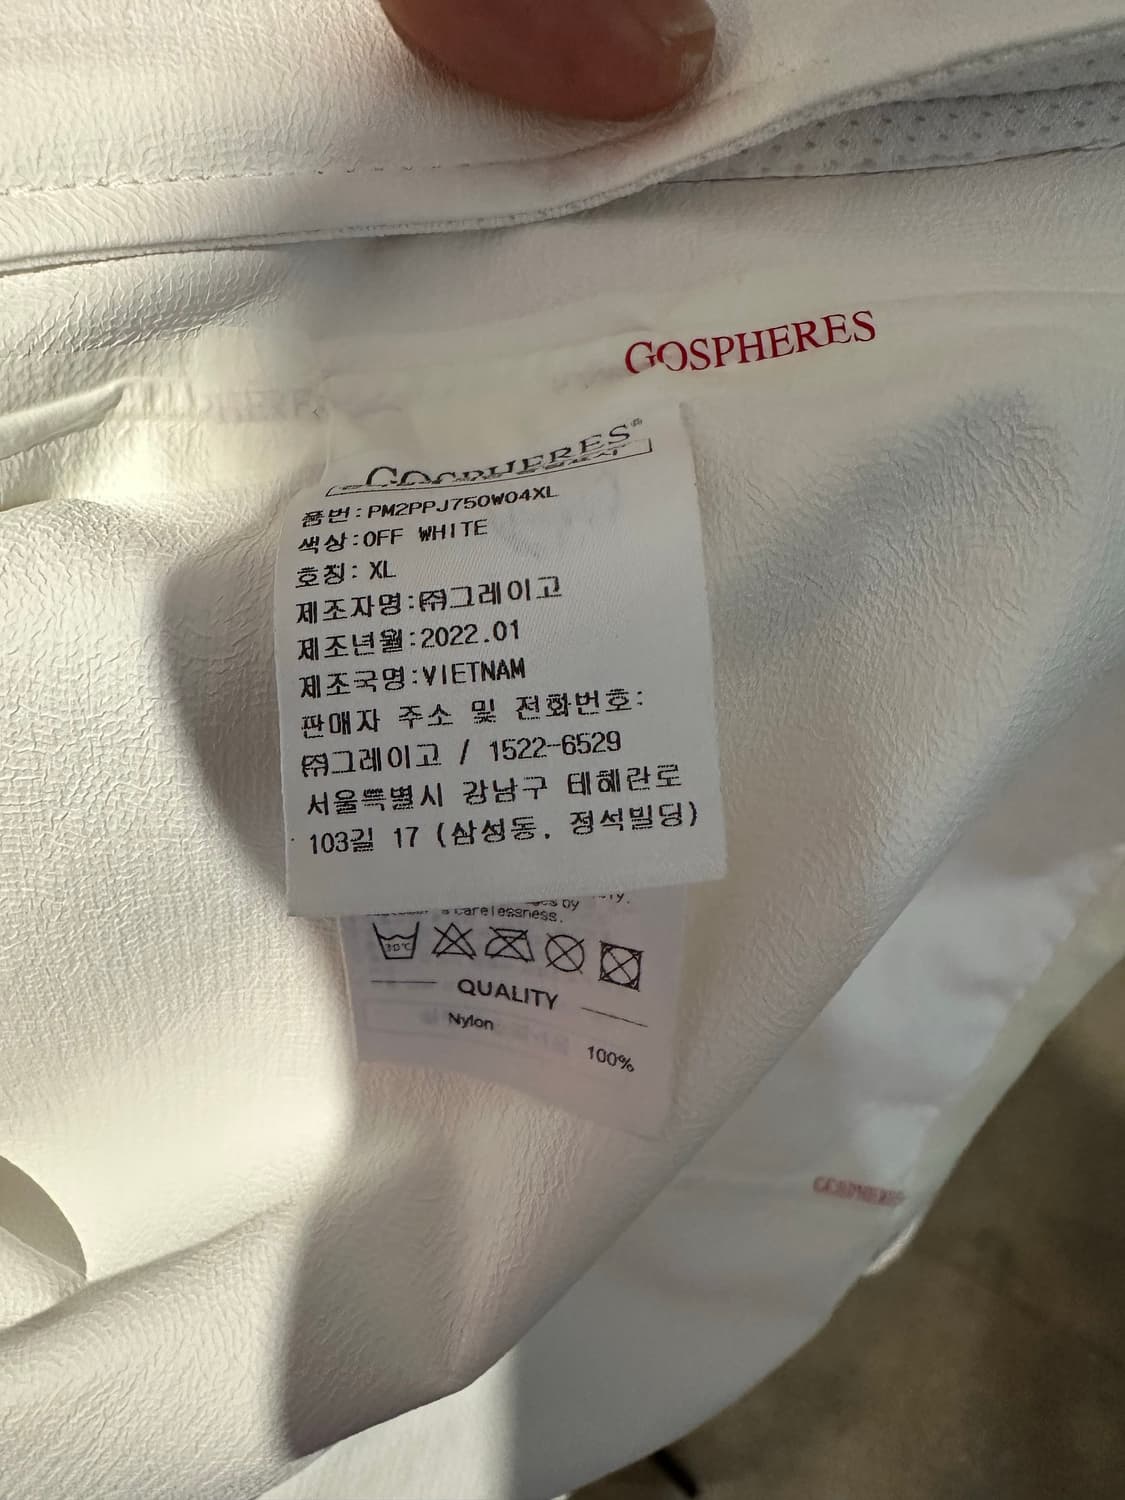 GOSPHERES
GOSPHERES®
품번:PM2PPJ750W04XL
색상:OFF WHITE
호칭: XL
제조자명:㈜그레이고
제조년월:2022.01
제조국명:VIETNAM
판매자 주소 및 전화번호:
㈜그레이고 / 1522-6529
서울특별시 강남구 테헤란로
103길 17 (삼성동, 정석빌딩)
by
carelessness.
30℃
QUALITY
Nylon
100%
GOSPHERES